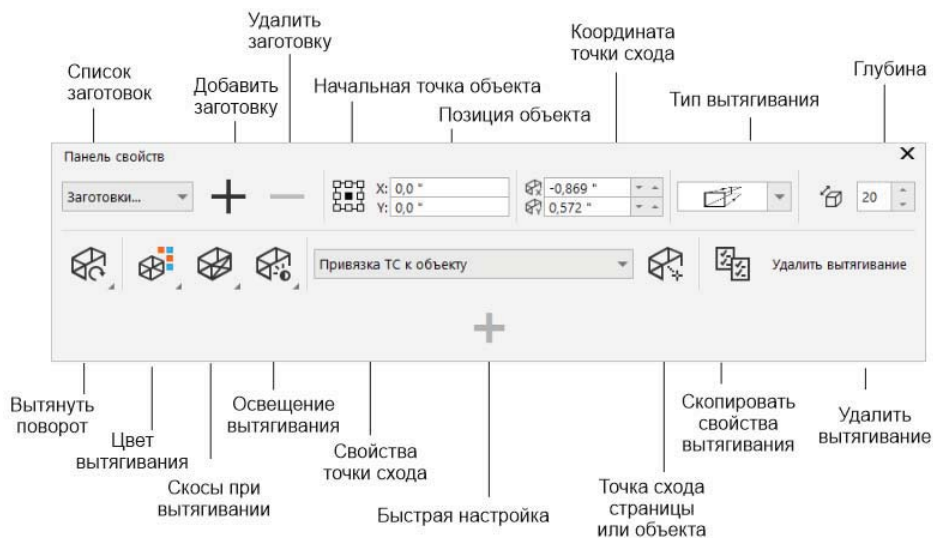 Удалить
заготовку
Координата
точки схода
Список
заготовок
Добавить
заготовку
Начальная точка объекта
Позиция объекта
Тип вытягивания
Глубина
Панель свойств
Заготовки...
X: 0,0 "
Y: 0,0 "
-0,869 "
0,572 "
20
Привязка ТС к объекту
Удалить вытягивание
Вытянуть
поворот
Цвет
вытягивания
Скосы при
вытягивании
Освещение
вытягивания
Свойства
точки схода
Быстрая настройка
Точка схода
страницы
или объекта
Скопировать
свойства
вытягивания
Удалить
вытягивание